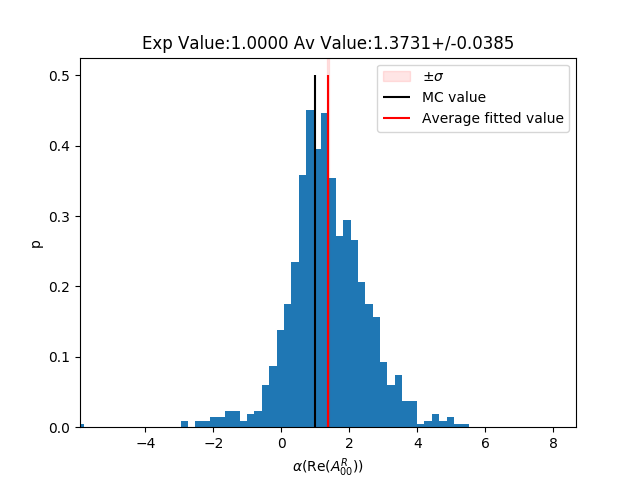 Exp Value:1.0000 Av Value:1.3731+/-0.0385
±σ
MC value
Average fitted value
0.5
0.4
0.3
0.2
0.1
0.0
p
−4 −2 0 2 4 6 8
α(Re(A^R_00))